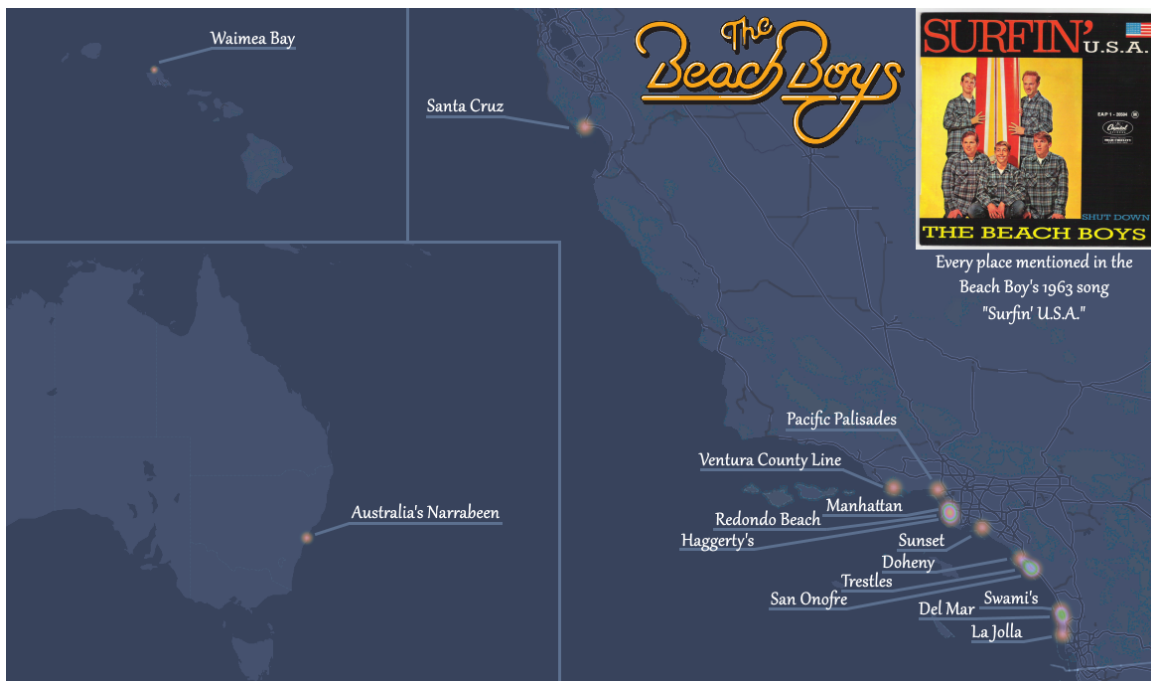 Waimea Bay
Santa Cruz
The
Beach Boys
SURFIN'
U.S.A.
Capitol
SHUT DOWN
THE BEACH BOYS
Every place mentioned in the
Beach Boy's 1963 song
"Surfin' U.S.A."
Pacific Palisades
Ventura County Line
Manhattan
Redondo Beach
Haggerty's
Sunset
Doheny
Trestles
San Onofre
Swami's
Del Mar
La Jolla
Australia's Narrabeen